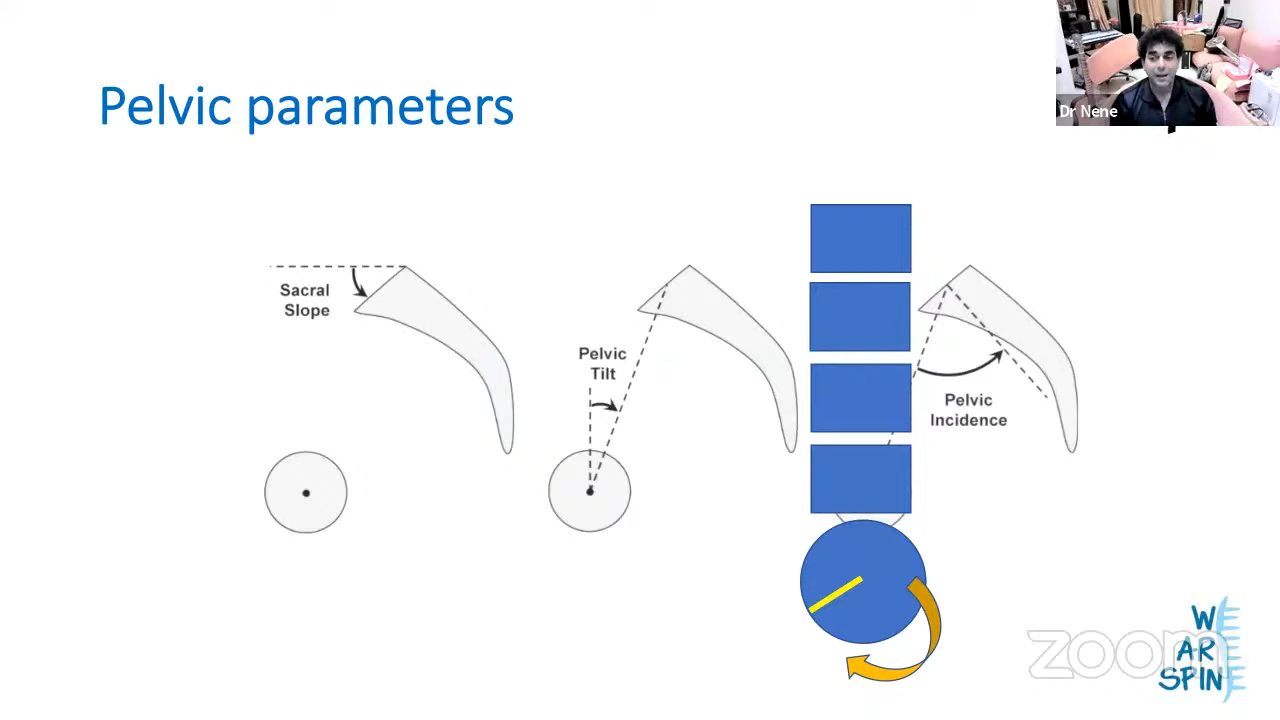 Pelvic parameters
Dr Nene
Sacral
Slope
Pelvic
Tilt
Pelvic
Incidence
zoom
W
AR
SPIN